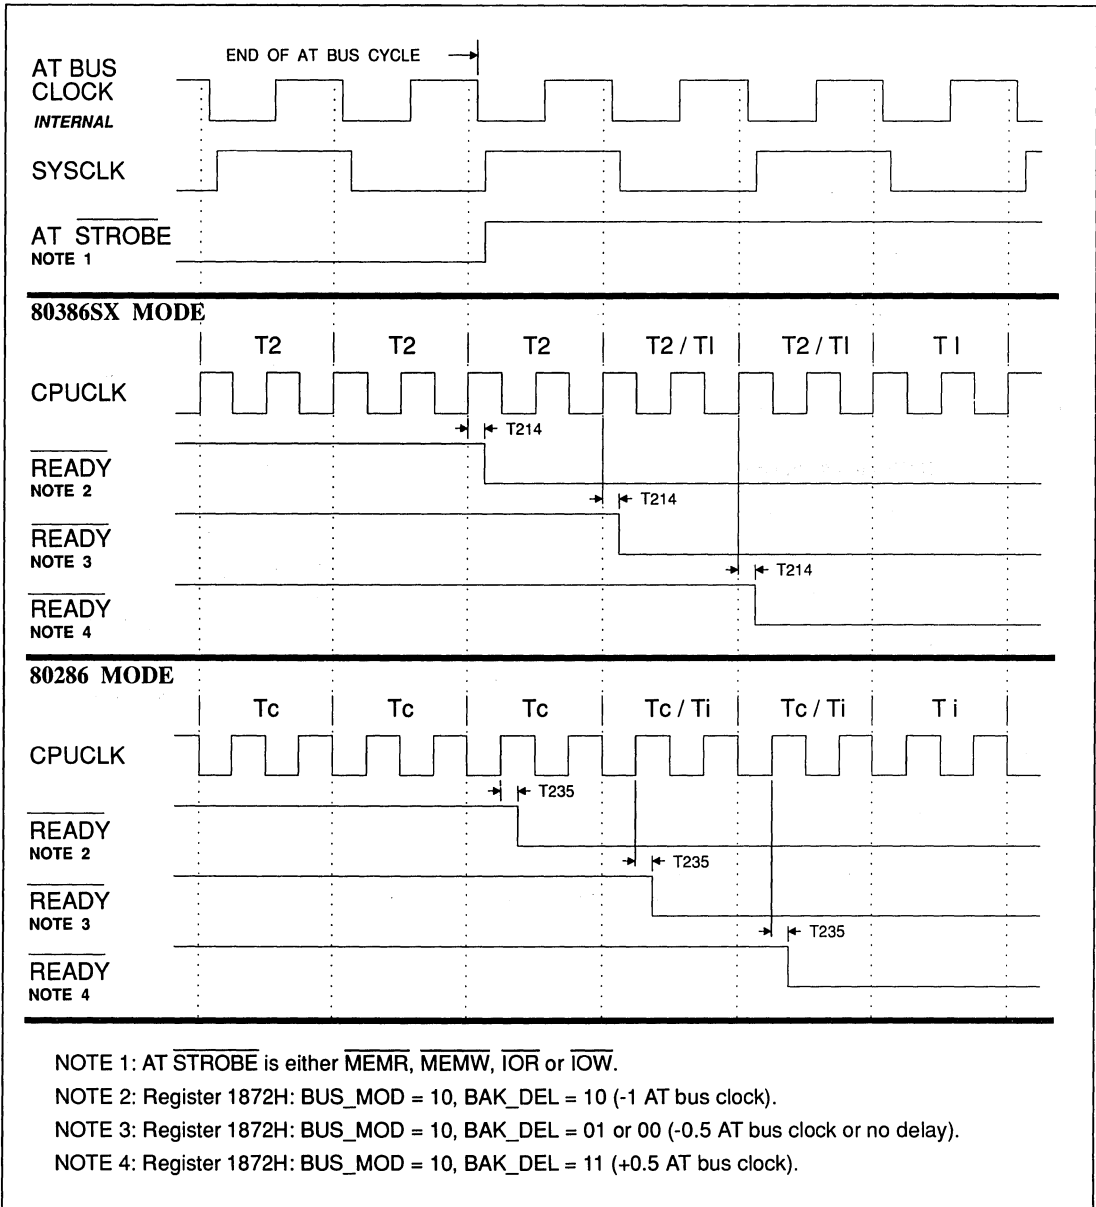 END OF AT BUS CYCLE
AT BUS
CLOCK
INTERNAL
SYSCLK
AT STROBE
NOTE 1
80386SX MODE
T2 T2 T2 T2 / TI T2 / TI T I
CPUCLK
T214
READY
NOTE 2
T214
READY
NOTE 3
T214
READY
NOTE 4
80286 MODE
Tc Tc Tc Tc / Ti Tc / Ti T i
CPUCLK
T235
READY
NOTE 2
T235
READY
NOTE 3
T235
READY
NOTE 4
NOTE 1: AT STROBE is either MEMR, MEMW, IOR or IOW.
NOTE 2: Register 1872H: BUS_MOD = 10, BAK_DEL = 10 (-1 AT bus clock).
NOTE 3: Register 1872H: BUS_MOD = 10, BAK_DEL = 01 or 00 (-0.5 AT bus clock or no delay).
NOTE 4: Register 1872H: BUS_MOD = 10, BAK_DEL = 11 (+0.5 AT bus clock).